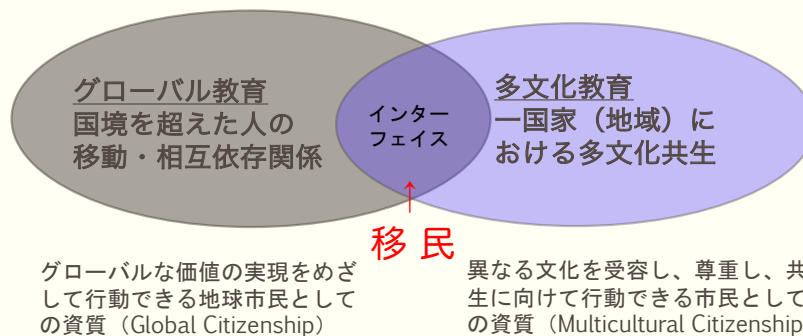 グローバル教育
国境を超えた人の
移動・相互依存関係
インター
フェイス
多文化教育
一国家（地域）に
おける多文化共生
↑
移 民
グローバルな価値の実現をめざ
して行動できる地球市民として
の資質（Global Citizenship）
異なる文化を受容し、尊重し、共
生に向けて行動できる市民として
の資質（Multicultural Citizenship